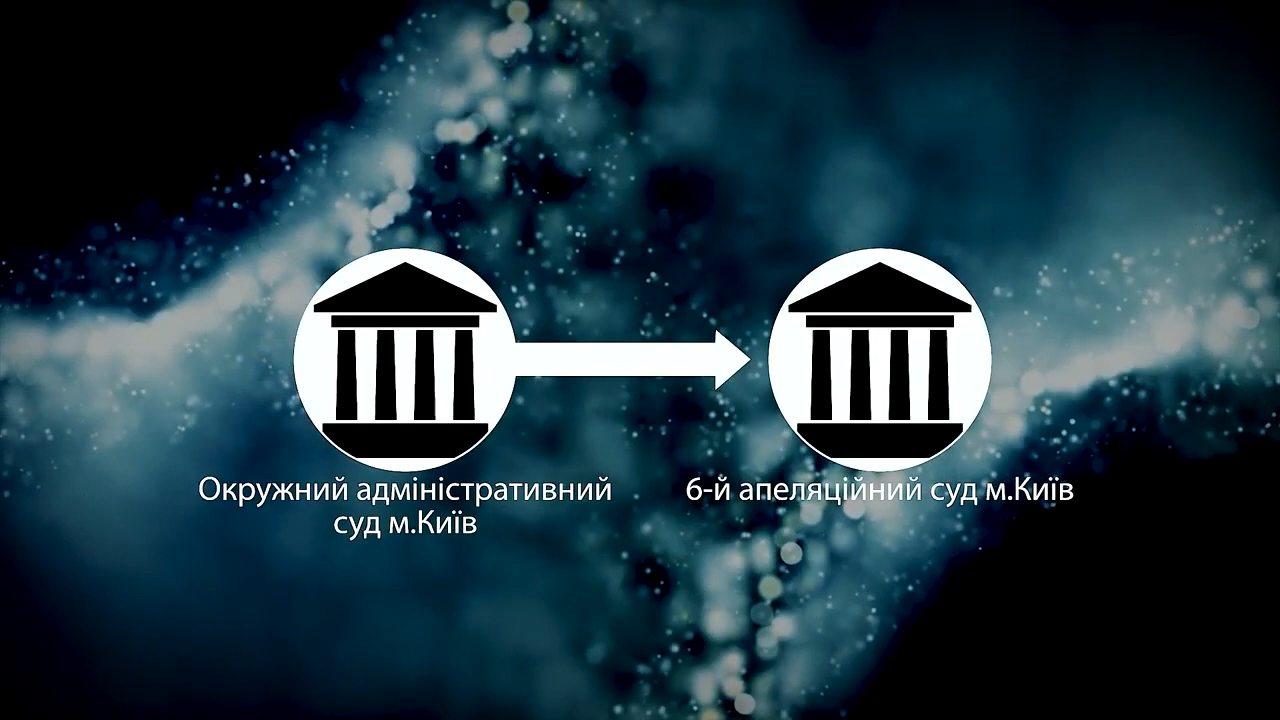 Окружний адміністративний
суд м.Київ
6-й апеляційний суд м.Київ